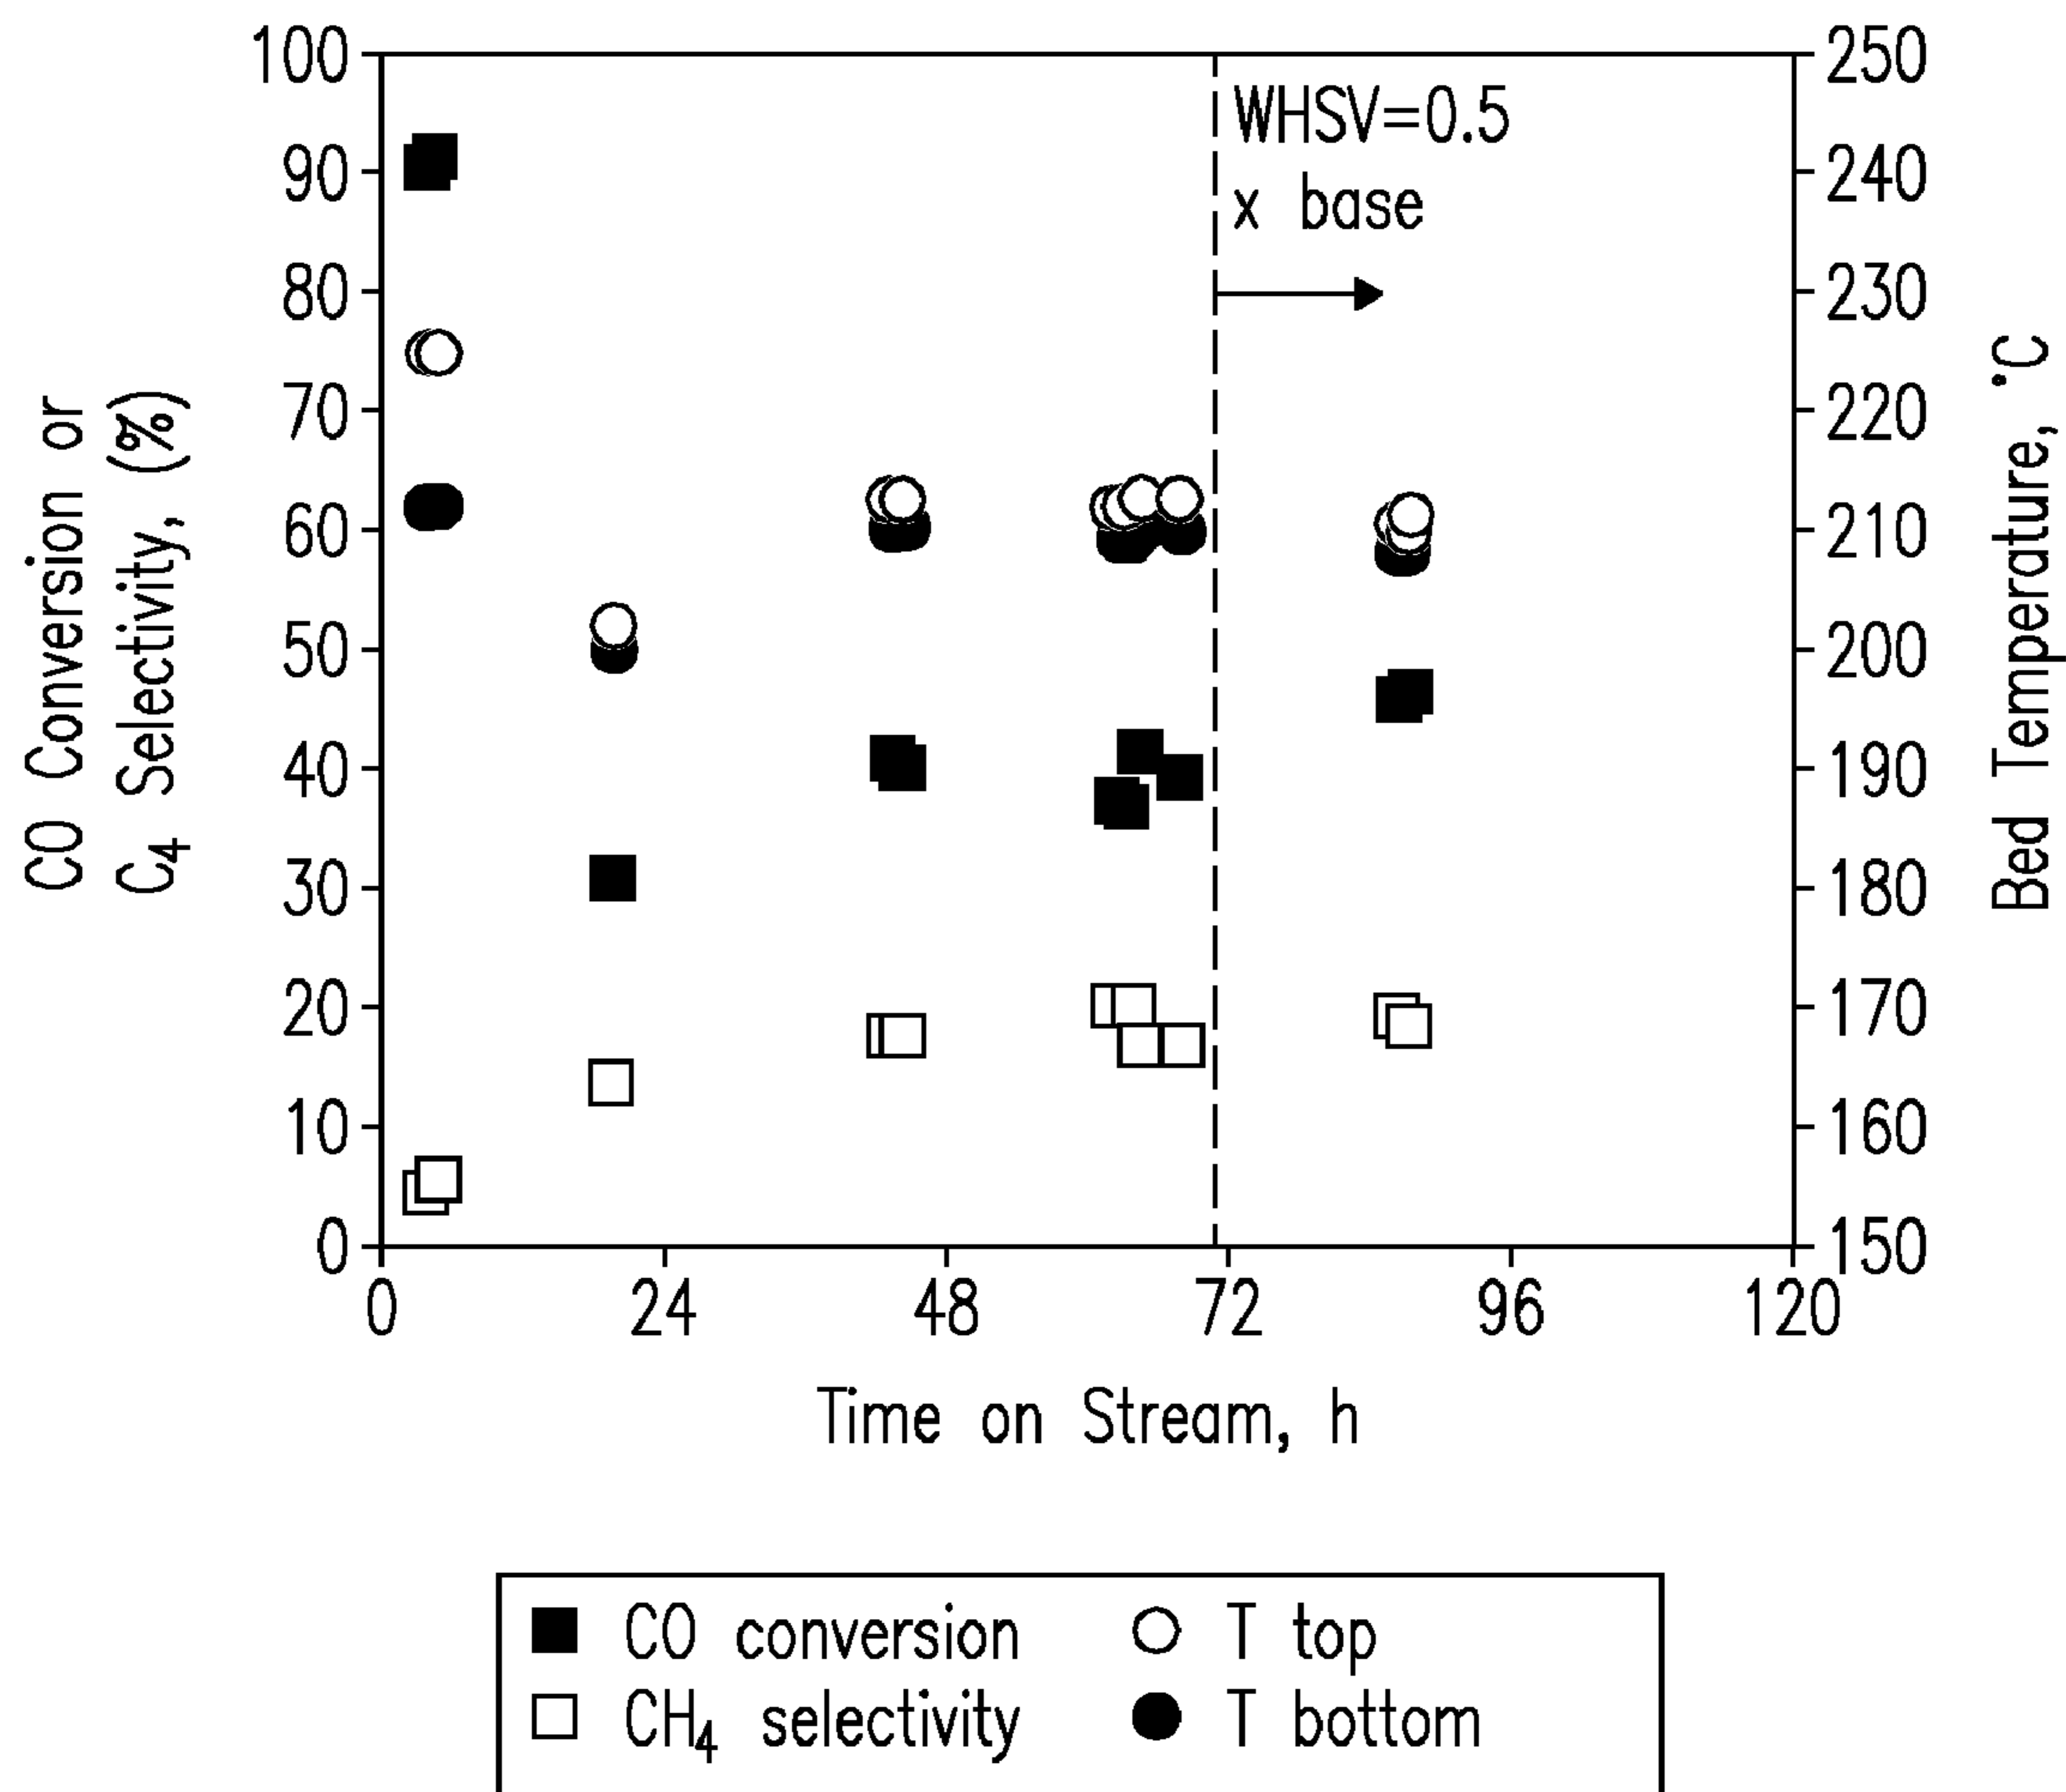 CO Conversion or
C₄ Selectivity, (%)
100
90
80
70
60
50
40
30
20
10
0
WHSV=0.5
x base
250
240
230
220
210
200
190
180
170
160
150
Bed Temperature, °C
0 24 48 72 96 120
Time on Stream, h
CO conversion
T top
CH₄ selectivity
T bottom